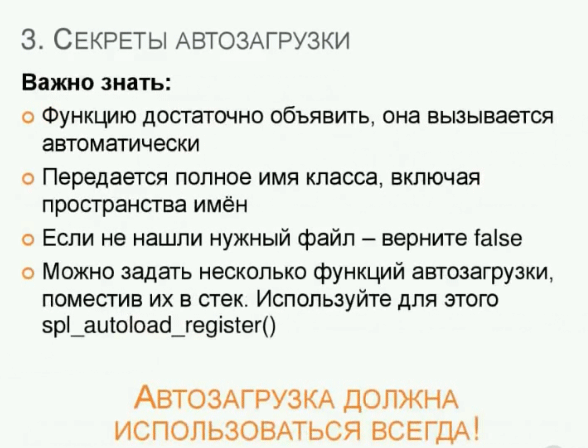 3. Секреты автозагрузки
Важно знать:
Функцию достаточно объявить, она вызывается
автоматически
Передается полное имя класса, включая
пространства имён
Если не нашли нужный файл – верните false
Можно задать несколько функций автозагрузки,
поместив их в стек. Используйте для этого
spl_autoload_register()
Автозагрузка должна
использоваться всегда!